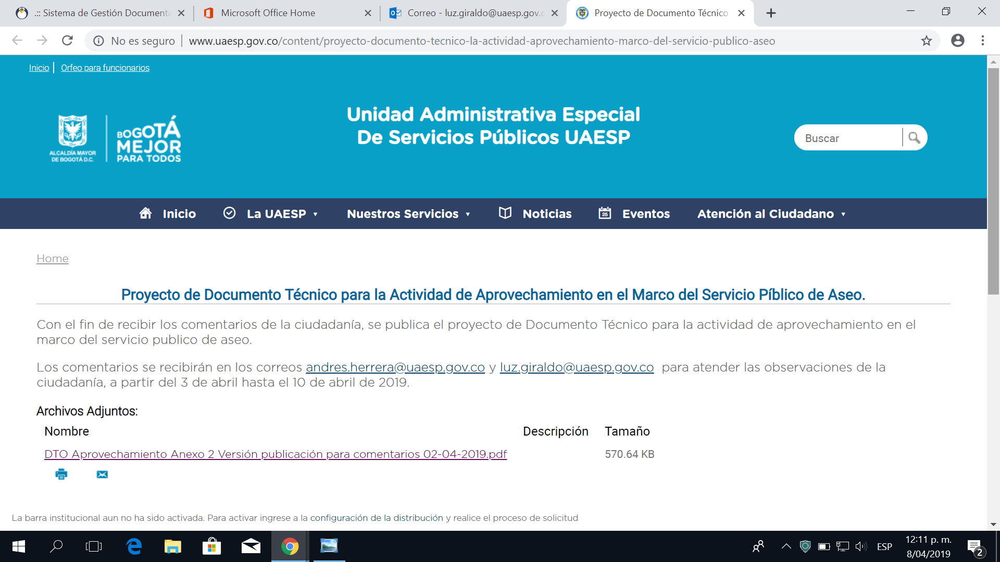 .:: Sistema de Gestión Documenta
Microsoft Office Home
Correo - luz.giraldo@uaesp.gov.c
Proyecto de Documento Técnico
No es seguro
www.uaesp.gov.co/content/proyecto-documento-tecnico-la-actividad-aprovechamiento-marco-del-servicio-publico-aseo
Inicio
Orfeo para funcionarios
ALCALDÍA MAYOR
DE BOGOTÁ D.C.
BOGOTÁ
MEJOR
PARA TODOS
Unidad Administrativa Especial
De Servicios Públicos UAESP
Buscar
Inicio
La UAESP
Nuestros Servicios
Noticias
25
Eventos
Atención al Ciudadano
Home
Proyecto de Documento Técnico para la Actividad de Aprovechamiento en el Marco del Servicio Píblico de Aseo.
Con el fin de recibir los comentarios de la ciudadanía, se publica el proyecto de Documento Técnico para la actividad de aprovechamiento en el
marco del servicio publico de aseo.
Los comentarios se recibirán en los correos andres.herrera@uaesp.gov.co y luz.giraldo@uaesp.gov.co  para atender las observaciones de la
ciudadanía, a partir del 3 de abril hasta el 10 de abril de 2019.
Archivos Adjuntos:
Nombre Descripción Tamaño
DTO Aprovechamiento Anexo 2 Versión publicación para comentarios 02-04-2019.pdf 570.64 KB
La barra institucional aun no ha sido activada. Para activar ingrese a la configuración de la distribución y realice el proceso de solicitud
ESP
12:11 p. m.
8/04/2019
2